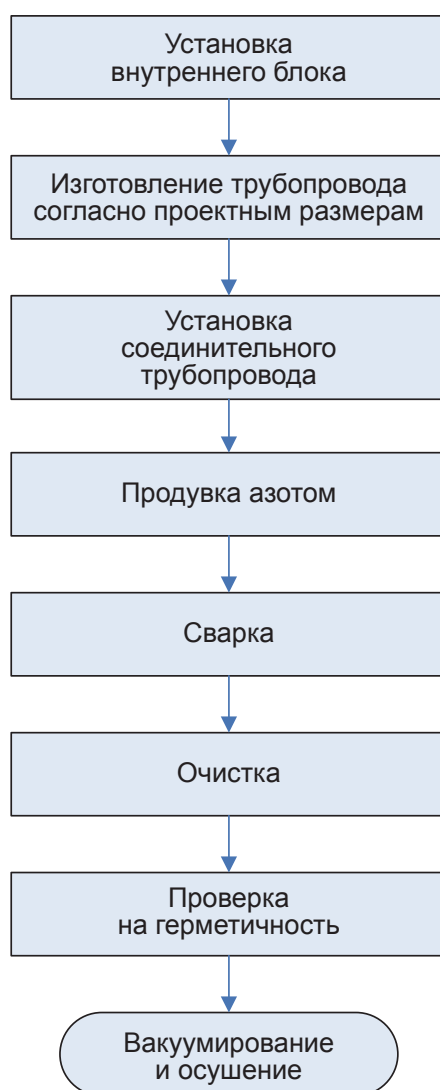 Установка
внутреннего блока
Изготовление трубопровода
согласно проектным размерам
Установка
соединительного
трубопровода
Продувка азотом
Сварка
Очистка
Проверка
на герметичность
Вакуумирование
и осушение